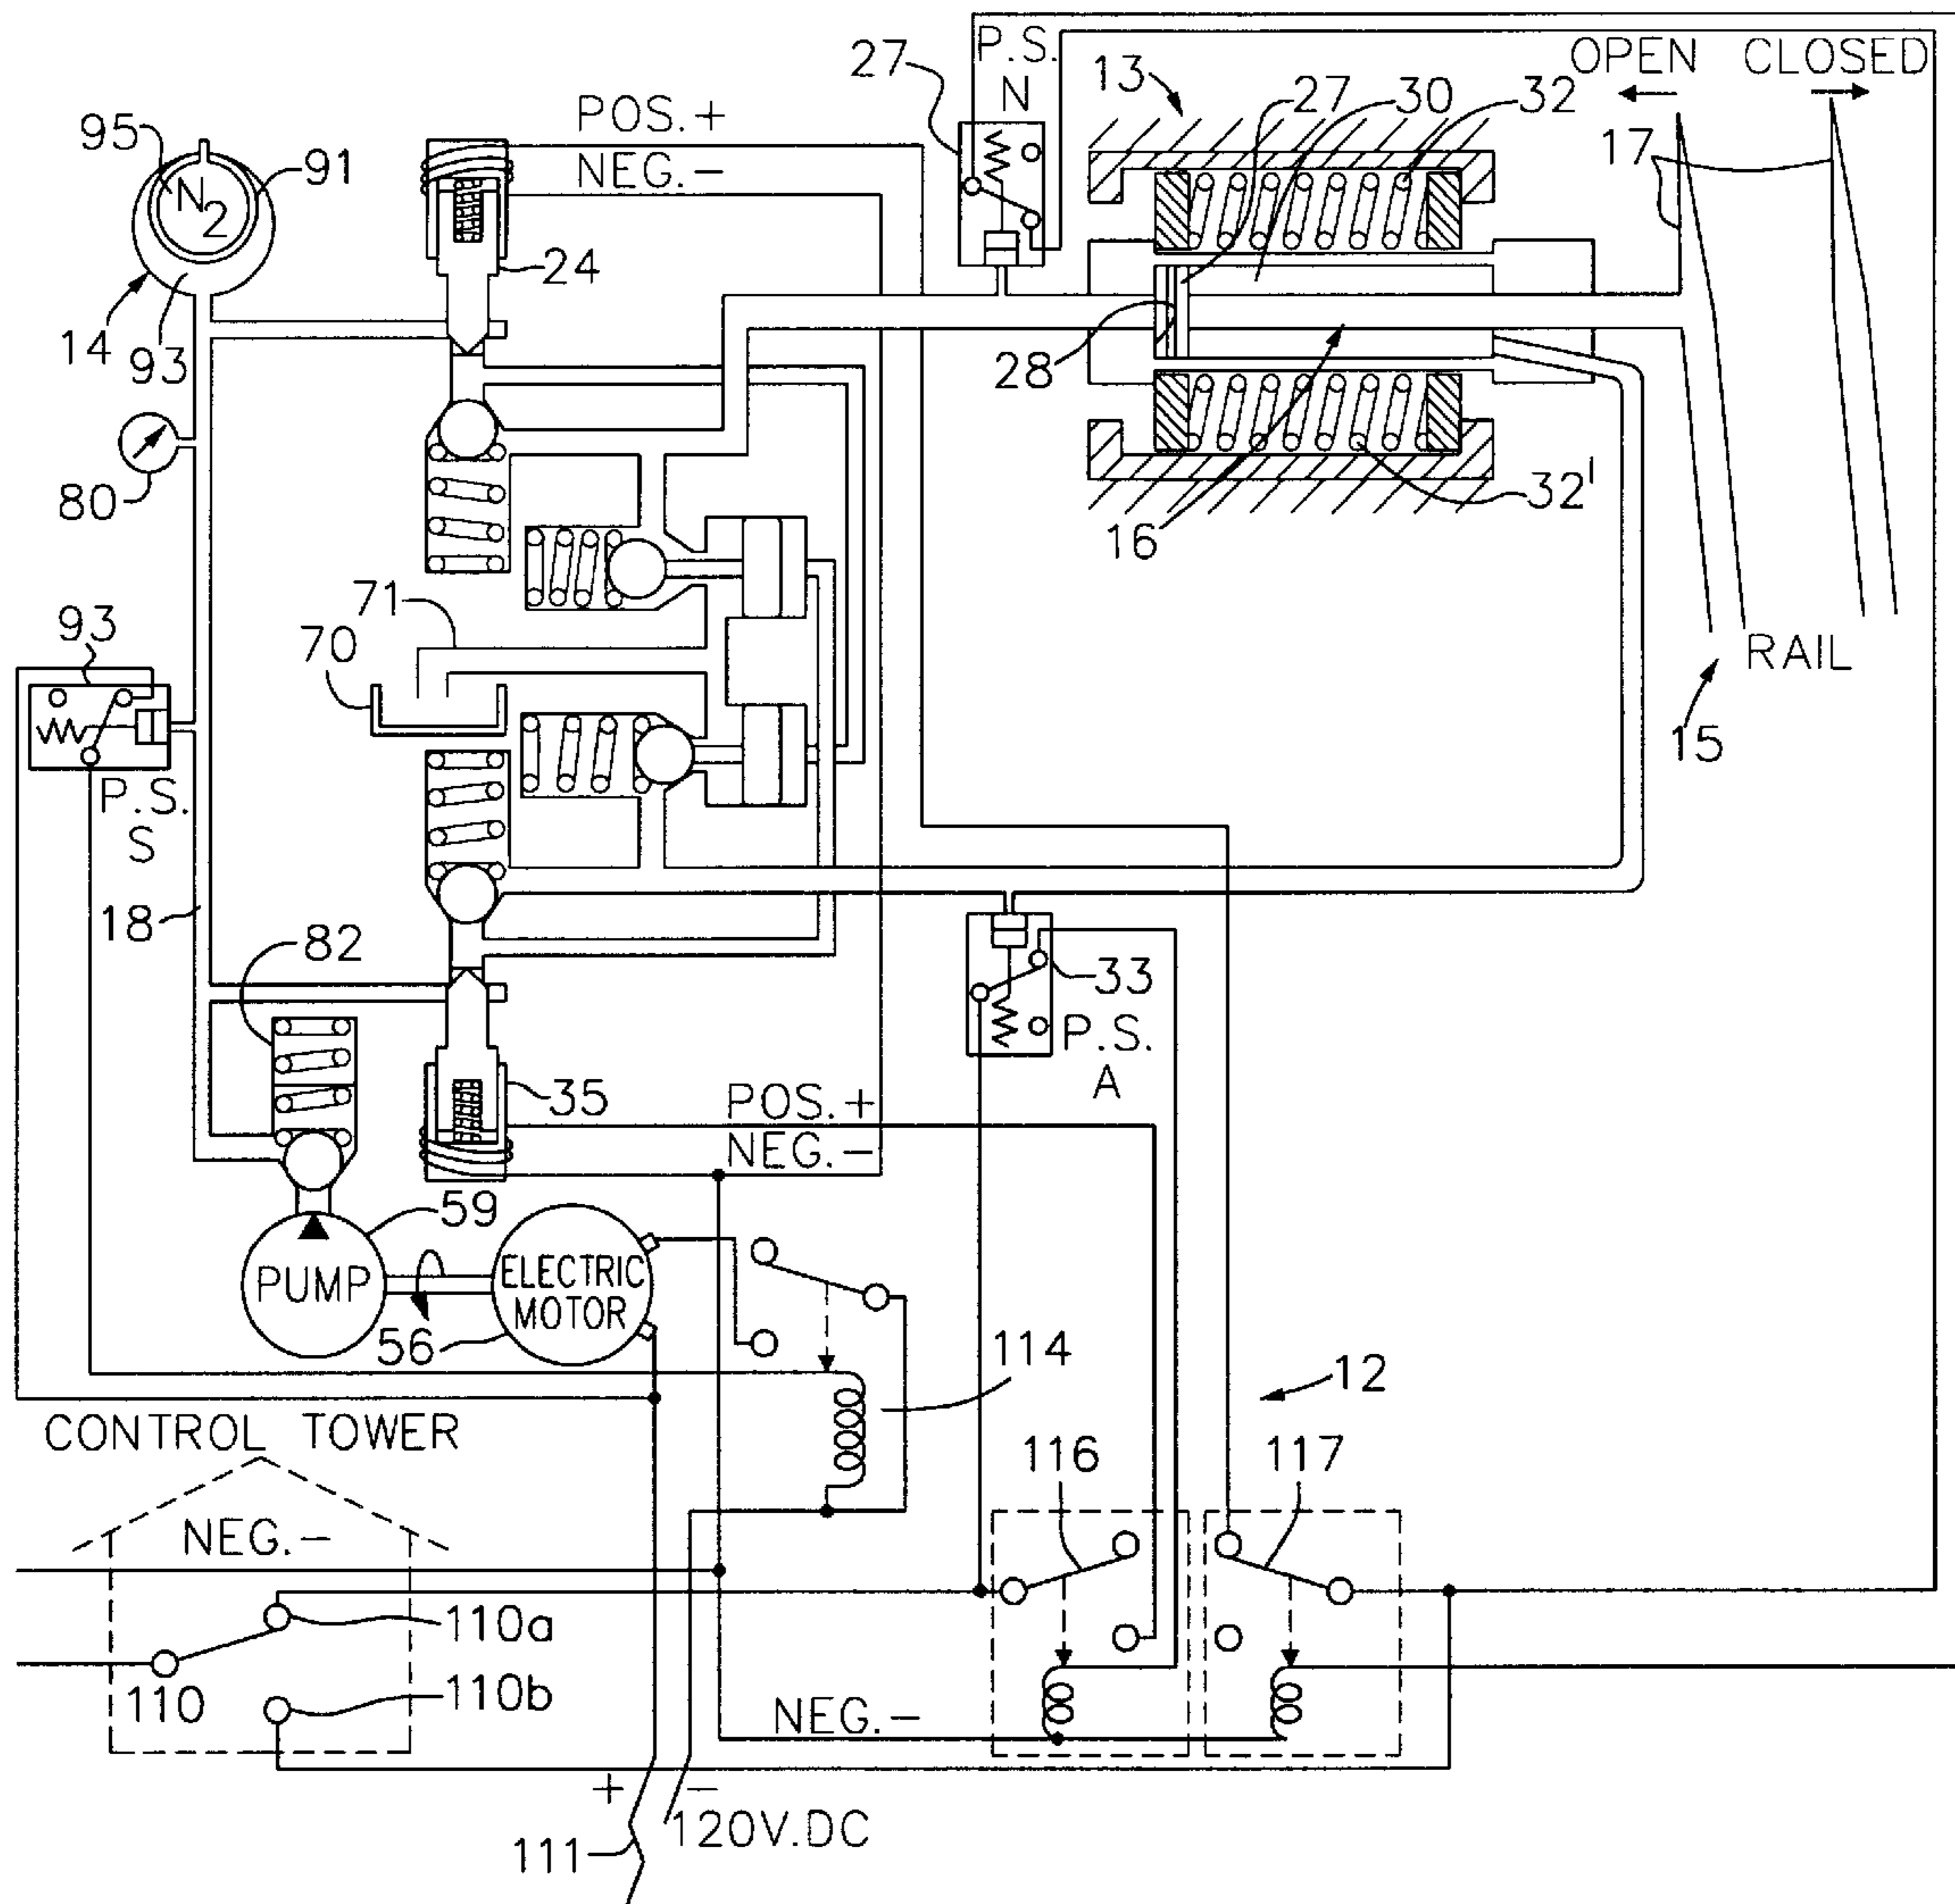 P.S.
N
27
13
27
30
32
OPEN
CLOSED
17
POS.+
NEG.-
95
N2
91
24
14
93
28
80
32'
16
71
70
93
P.S.
S
RAIL
15
18
82
33
P.S.
A
35
POS.+
NEG.-
59
PUMP
ELECTRIC
MOTOR
56
114
12
CONTROL TOWER
116
117
NEG.-
110a
110
110b
NEG.-
+
-
120V.DC
111